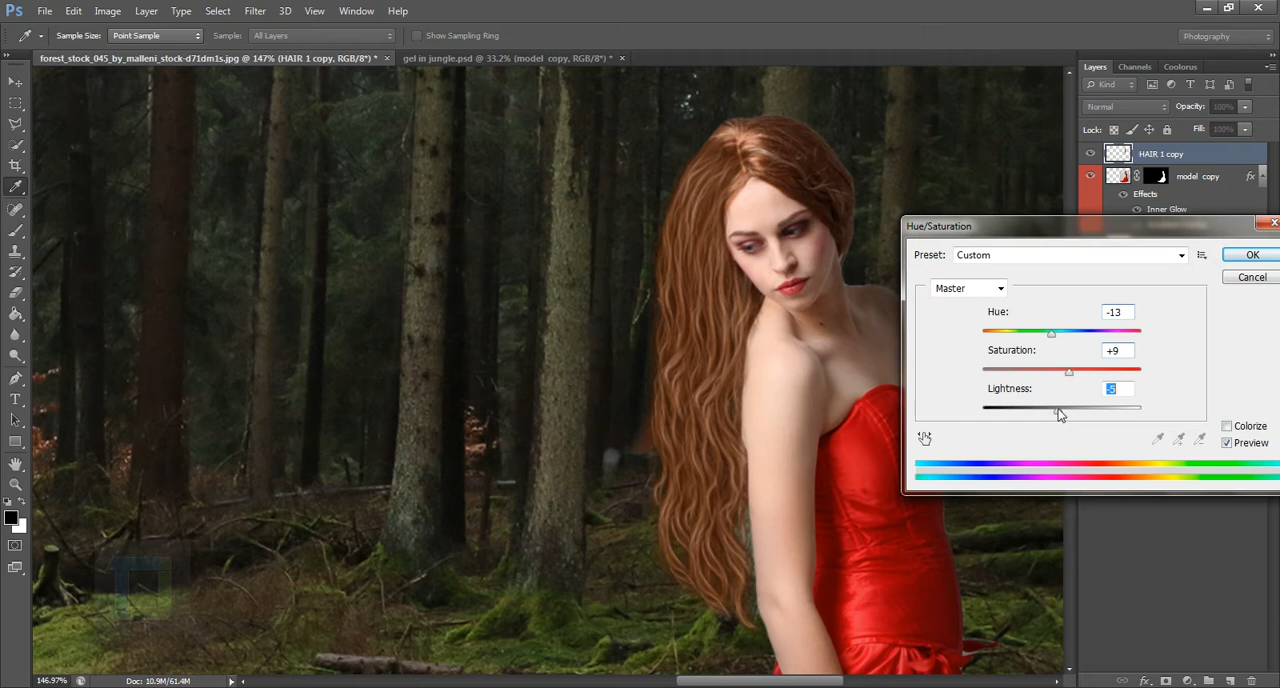 Ps File Edit Image Layer Type Select Filter 3D View Window Help
Sample Size: Point Sample Sample: All Layers Show Sampling Ring Photography
forest_stock_045_by_malleni_stock-d71dm1s.jpg @ 147% (HAIR 1 copy, RGB/8*) * × gel in jungle.psd @ 33.2% (model copy, RGB/8*) * ×
Layers Channels Coolorus
Kind
Normal Opacity: 100%
Lock: Fill: 100%
HAIR 1 copy
model copy fx
Effects
Inner Glow
Hue/Saturation
Preset: Custom OK
Cancel
Master
Hue: -13
Saturation: +9
Lightness: -5
Colorize
Preview
146.97% Doc: 10.9M/61.4M